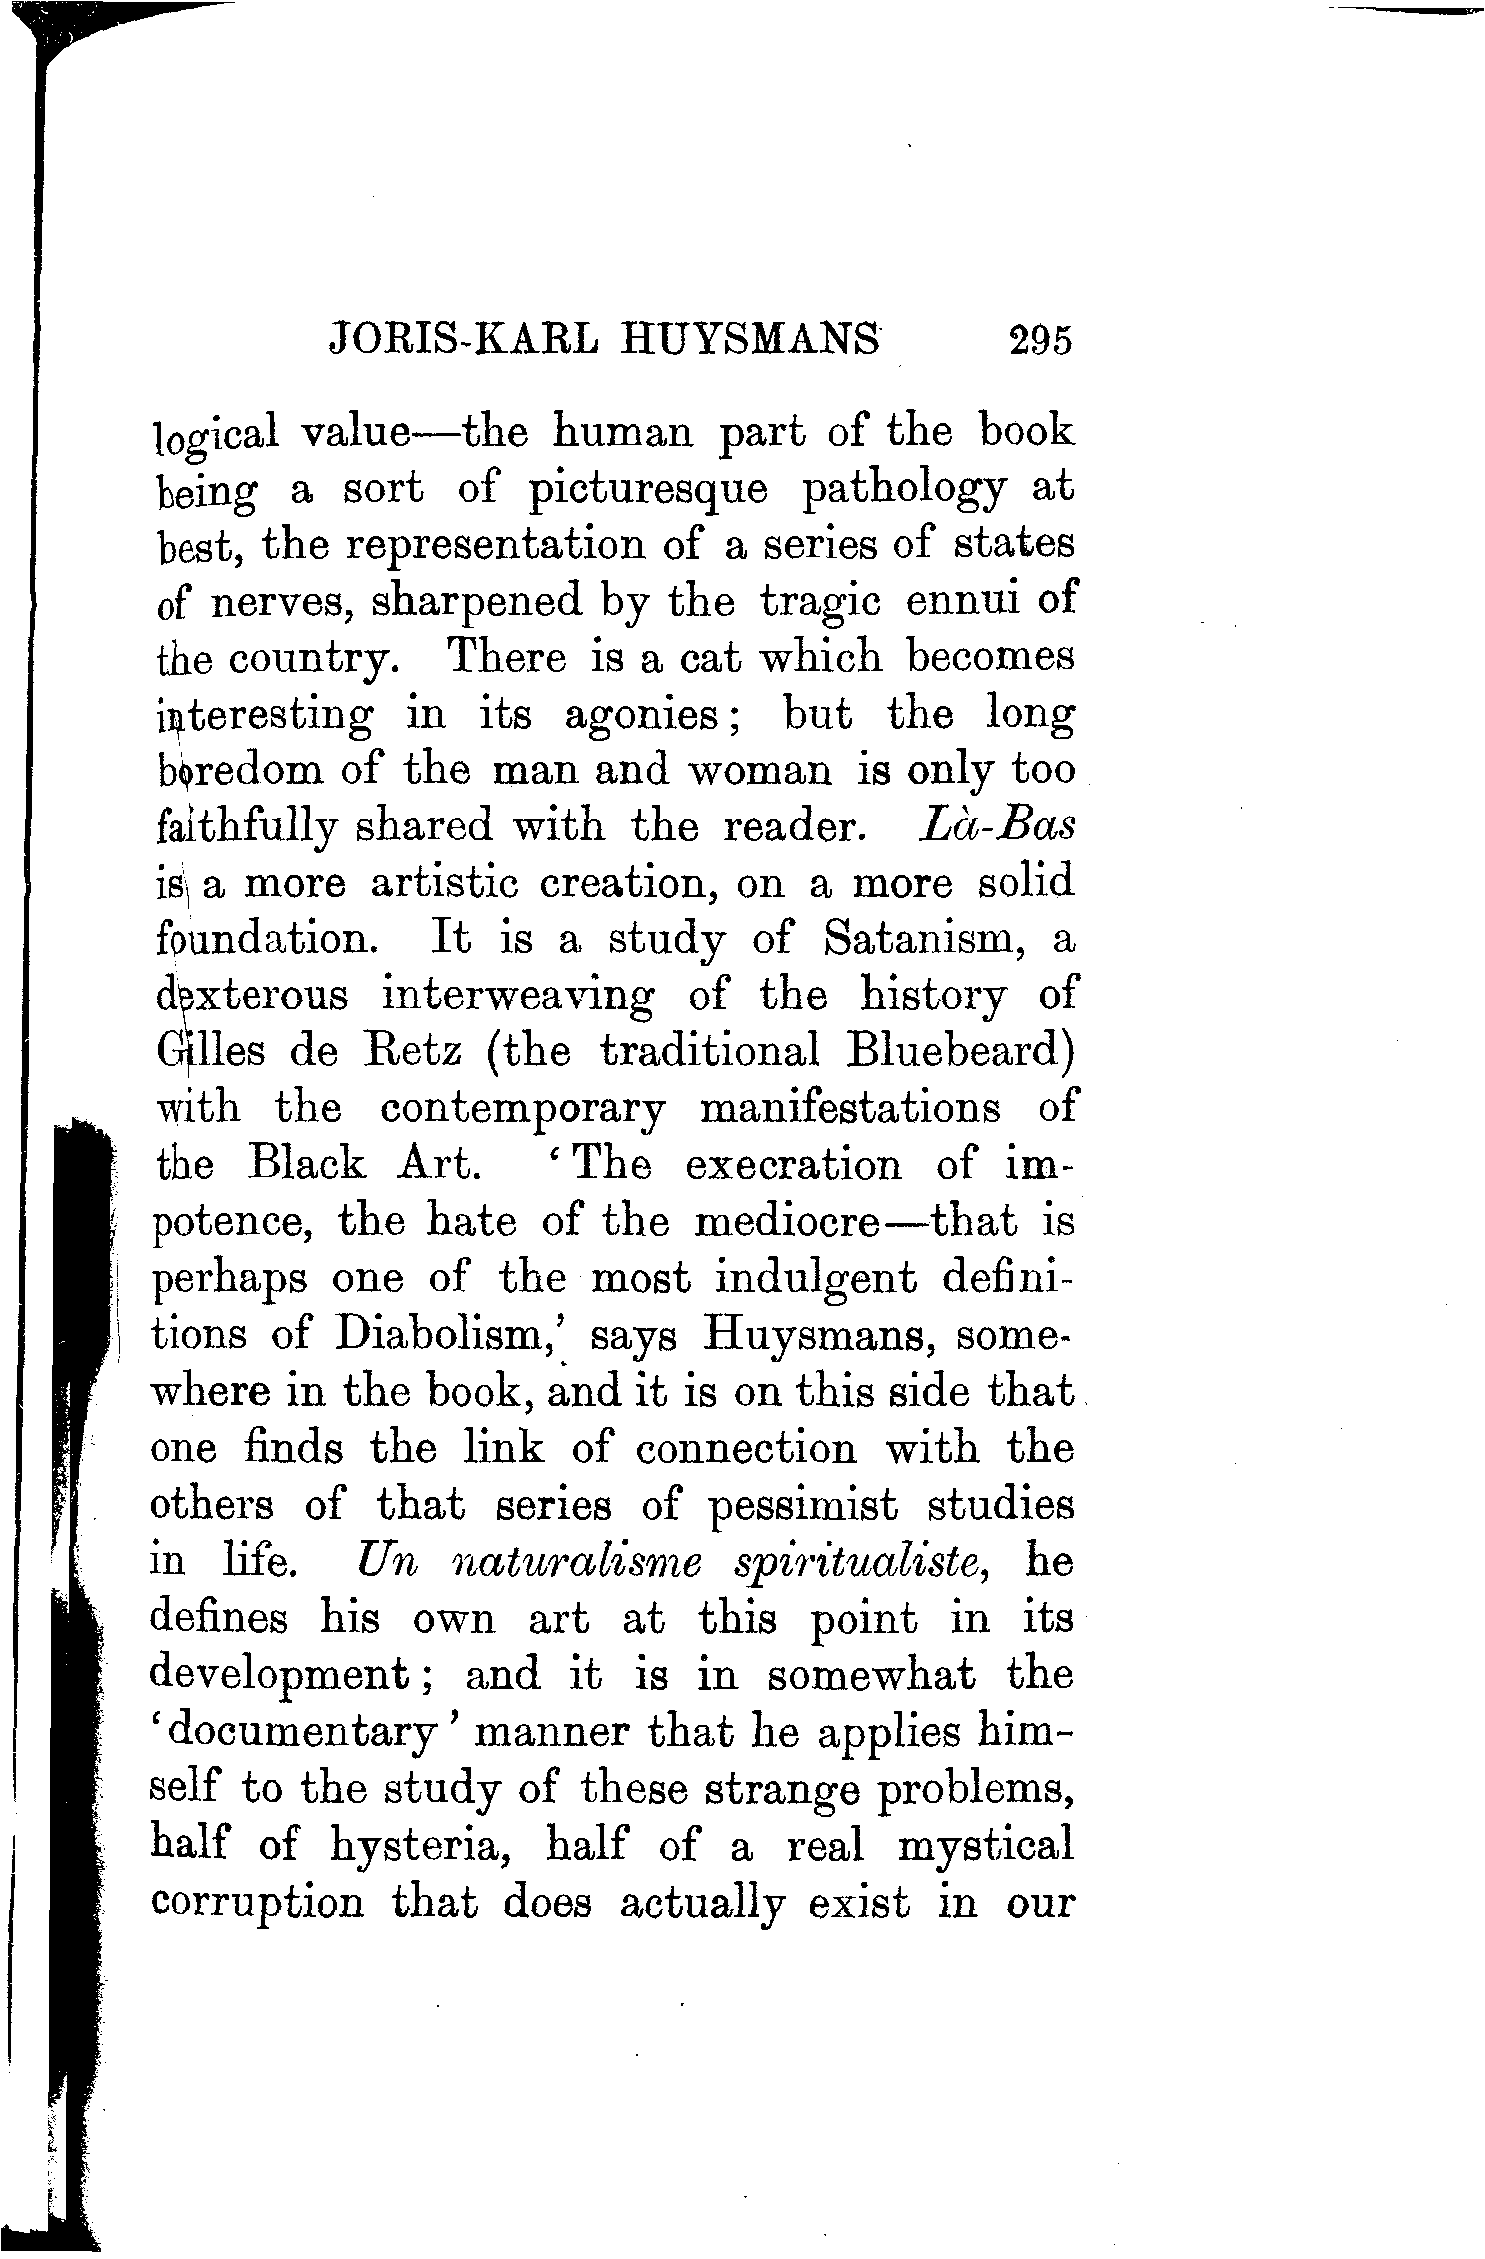 JORIS-KARL HUYSMANS 295
logical value—the human part of the book
being a sort of picturesque pathology at
best, the representation of a series of states
of nerves, sharpened by the tragic ennui of
the country. There is a cat which becomes
interesting in its agonies; but the long
boredom of the man and woman is only too
faithfully shared with the reader. Là-Bas
is a more artistic creation, on a more solid
foundation. It is a study of Satanism, a
dexterous interweaving of the history of
Gilles de Retz (the traditional Bluebeard)
with the contemporary manifestations of
the Black Art. ‘The execration of im-
potence, the hate of the mediocre—that is
perhaps one of the most indulgent defini-
tions of Diabolism,’ says Huysmans, some-
where in the book, and it is on this side that
one finds the link of connection with the
others of that series of pessimist studies
in life. Un naturalisme spiritualiste, he
defines his own art at this point in its
development; and it is in somewhat the
‘documentary’ manner that he applies him-
self to the study of these strange problems,
half of hysteria, half of a real mystical
corruption that does actually exist in our